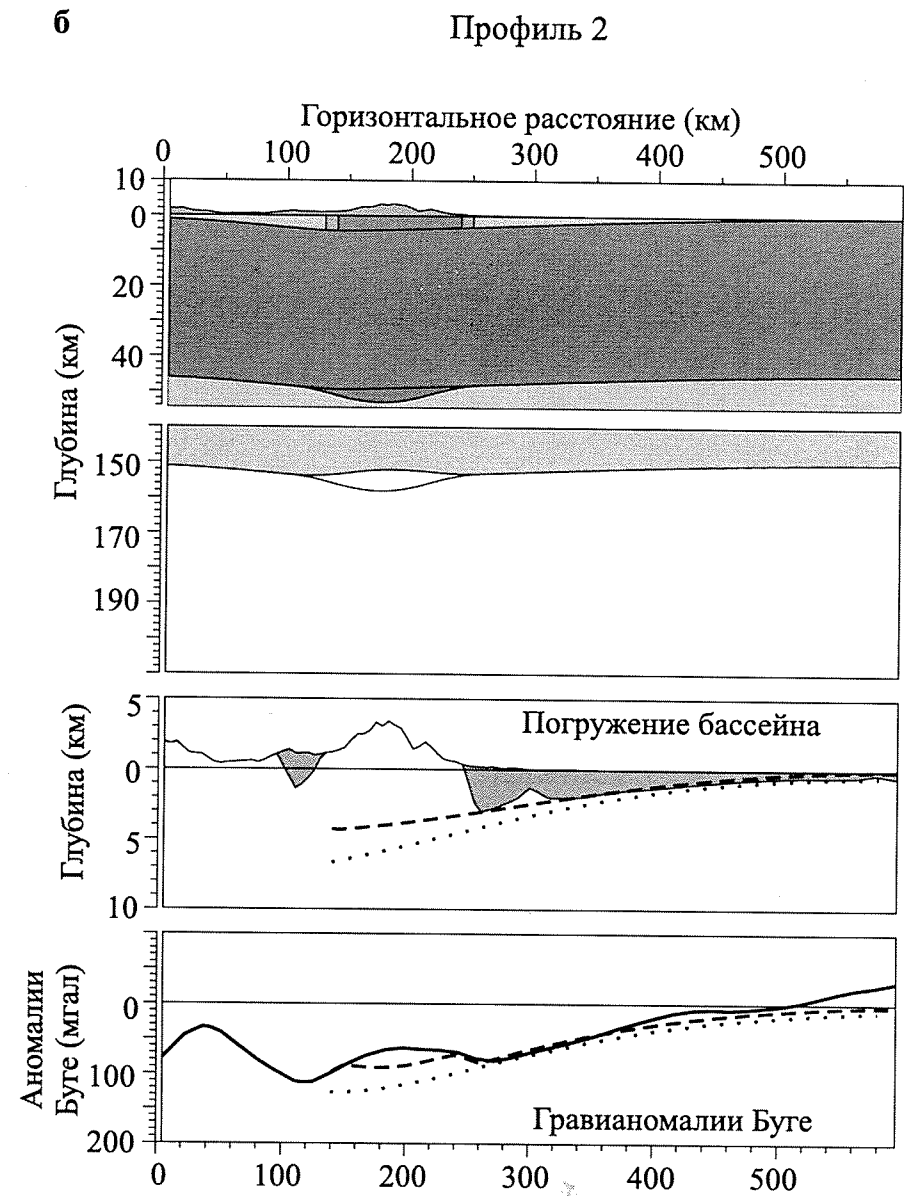 б
Профиль 2
Горизонтальное расстояние (км)
0 100 200 300 400 500
10
0
20
40
Глубина (км)
150
170
190
5
0
5
10
Глубина (км)
Погружение бассейна
0
100
200
Аномалии
Буге (мгал)
Гравианомалии Буге
0 100 200 300 400 500